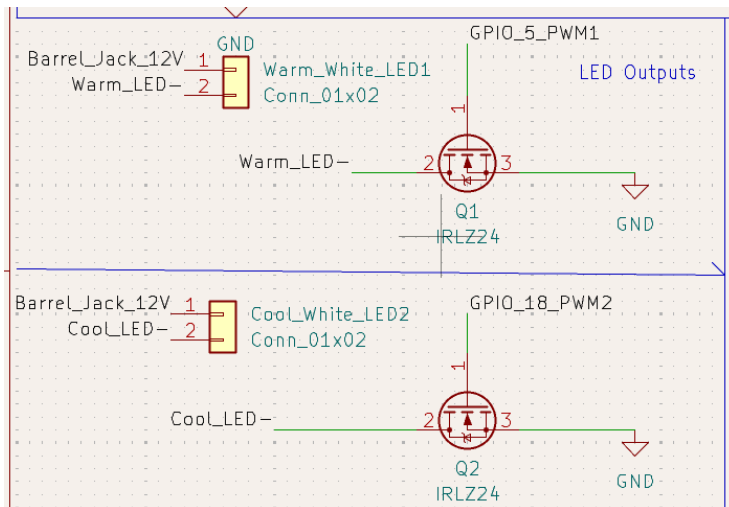 GND
GPIO_5_PWM1
Barrel_Jack_12V 1
Warm_LED- 2
Warm_White_LED1
Conn_01x02
LED Outputs
1
Warm_LED-
2 3
Q1
IRLZ24
GND
Barrel_Jack_12V 1
Cool_LED- 2
Cool_White_LED2
Conn_01x02
GPIO_18_PWM2
1
Cool_LED-
2 3
Q2
IRLZ24
GND